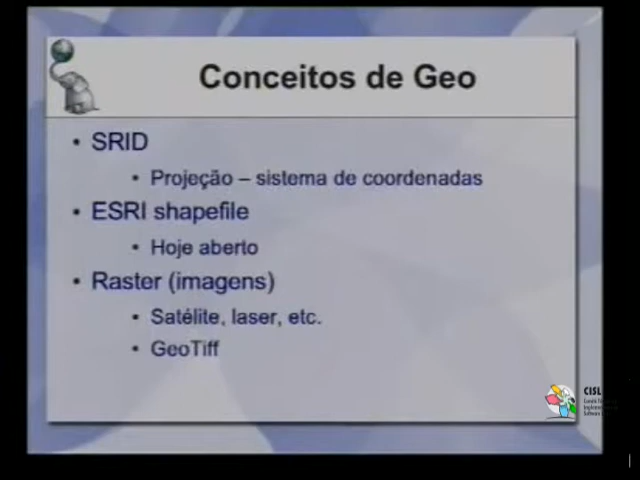 Conceitos de Geo
• SRID
• Projeção – sistema de coordenadas
• ESRI shapefile
• Hoje aberto
• Raster (imagens)
• Satélite, laser, etc.
• GeoTiff
CISL